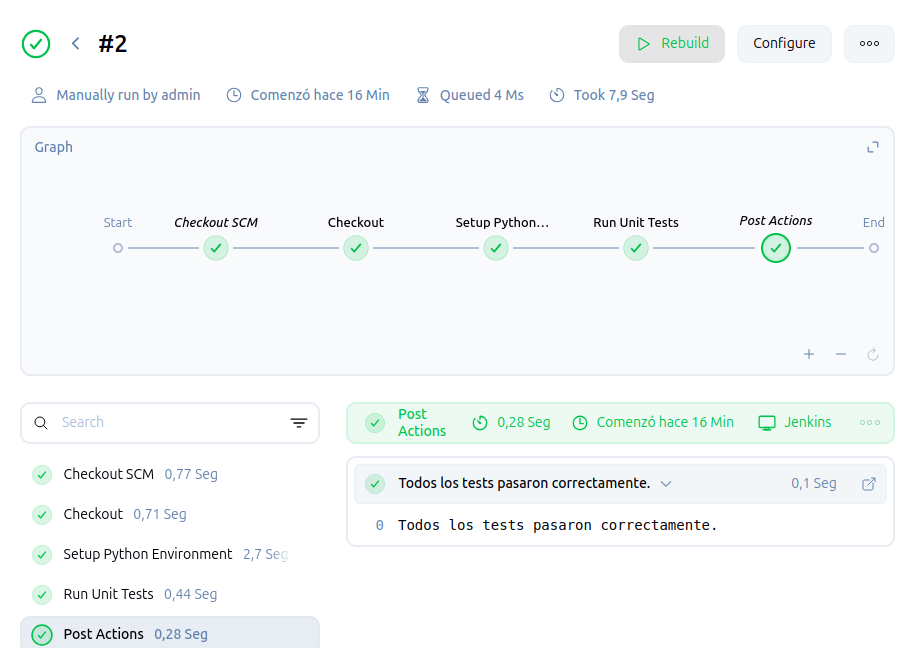 #2
Rebuild
Configure
Manually run by admin
Comenzó hace 16 Min
Queued 4 Ms
Took 7,9 Seg
Graph
Start
Checkout SCM
Checkout
Setup Python...
Run Unit Tests
Post Actions
End
Search
Checkout SCM 0,77 Seg
Checkout 0,71 Seg
Setup Python Environment 2,7 Seg
Run Unit Tests 0,44 Seg
Post Actions 0,28 Seg
Post
Actions
0,28 Seg
Comenzó hace 16 Min
Jenkins
Todos los tests pasaron correctamente.
0,1 Seg
0 Todos los tests pasaron correctamente.